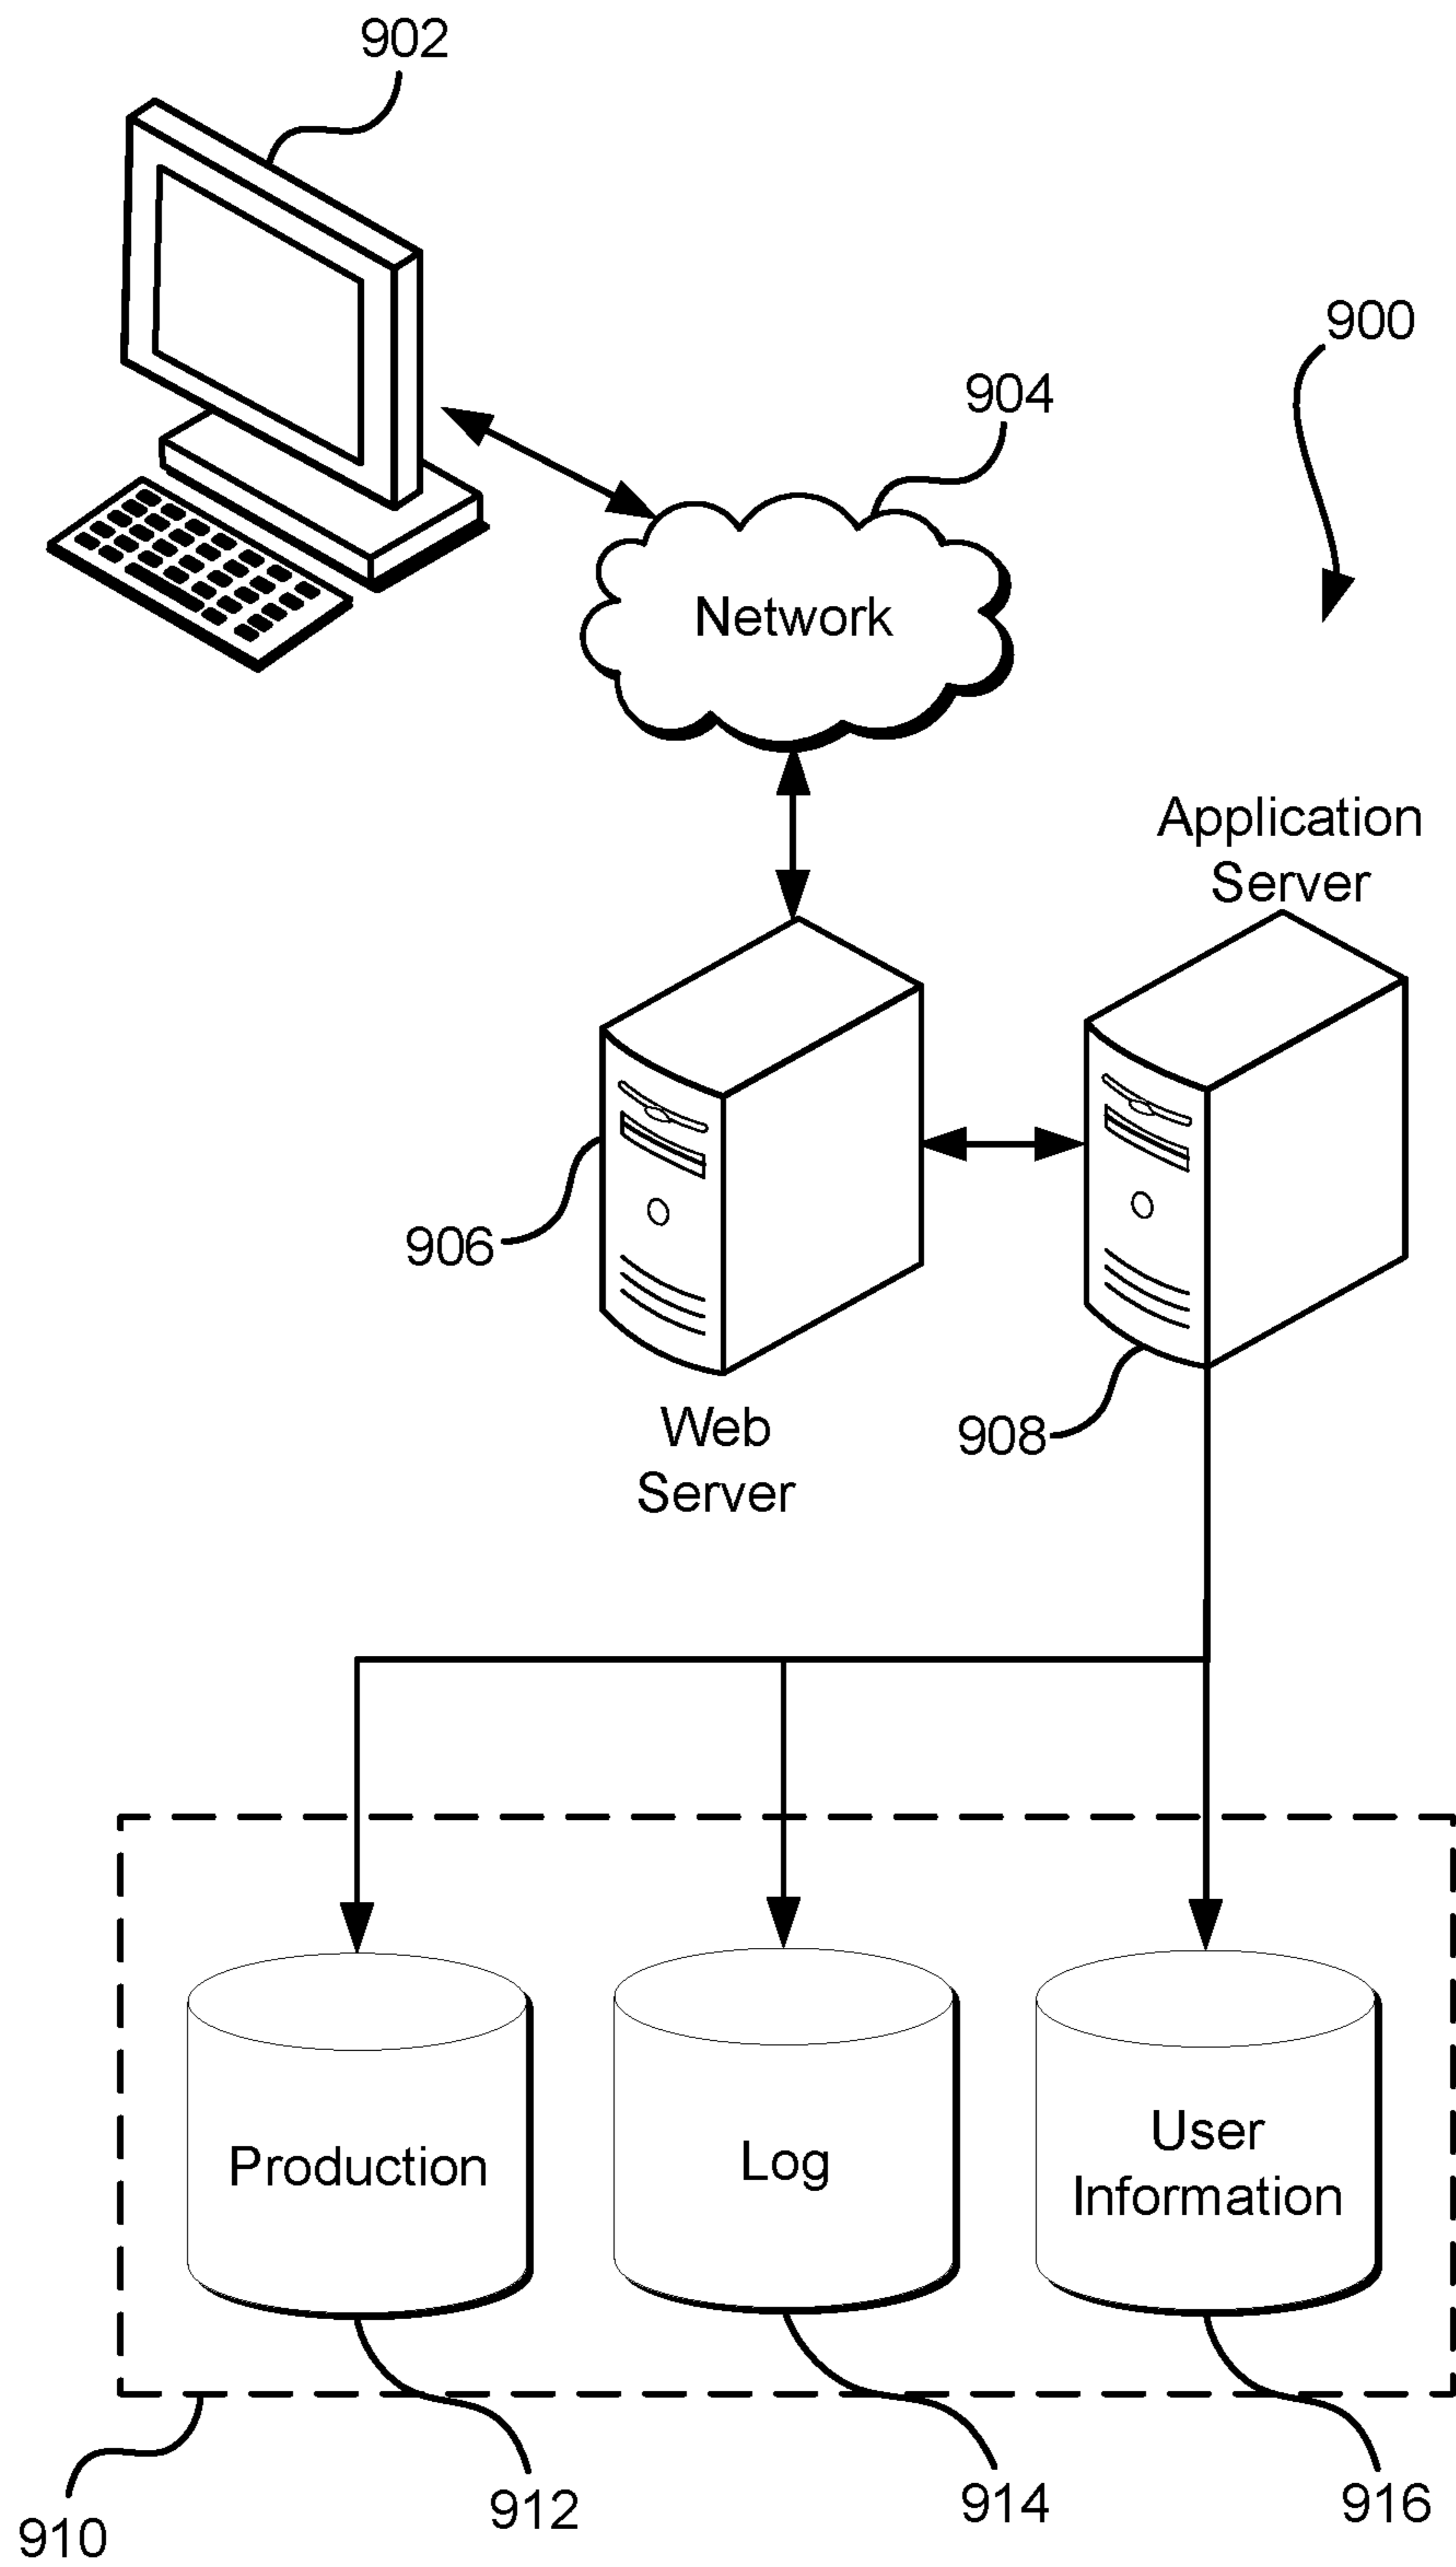 902
900
904
Network
Application
Server
906
Web
Server
908
Production
Log
User
Information
910
912
914
916